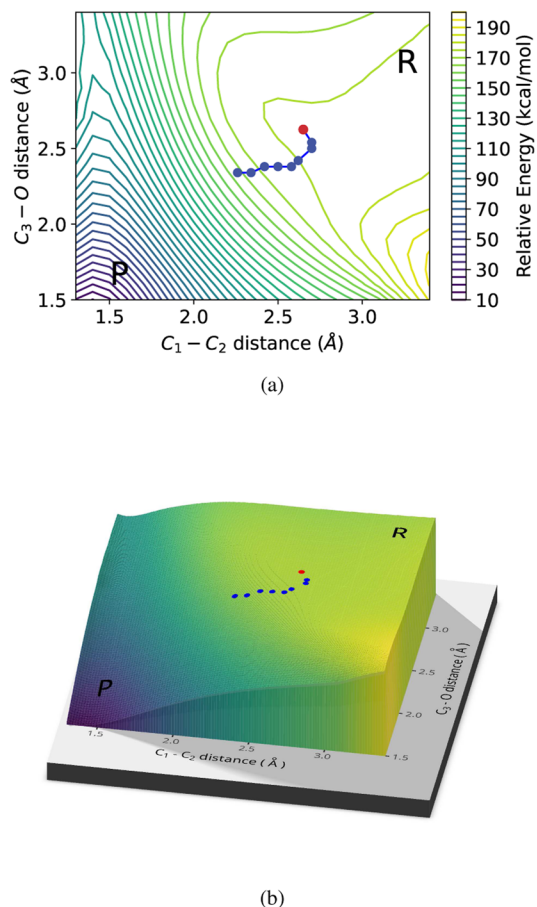 (a)
3.0
2.5
2.0
1.5
C₃ − O distance (Å)
R
P
1.5
2.0
2.5
3.0
C₁ − C₂ distance (Å)
190
170
150
130
110
90
70
50
30
10
Relative Energy (kcal/mol)
(a)
R
P
1.5
2.0
2.5
3.0
C₁ - C₂ distance ( Å )
1.5
2.0
2.5
3.0
C₃- O distance ( Å )
(b)